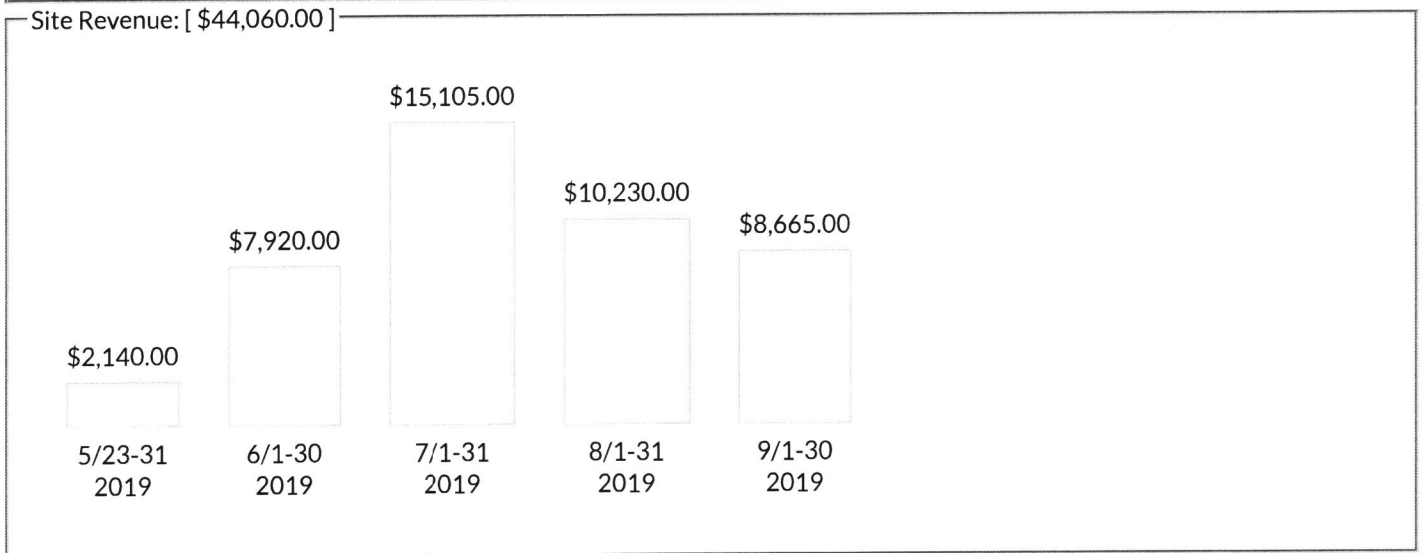 Site Revenue: [ $44,060.00 ]
$15,105.00
$10,230.00
$8,665.00
$7,920.00
$2,140.00
5/23-31 6/1-30 7/1-31 8/1-31 9/1-30
2019 2019 2019 2019 2019